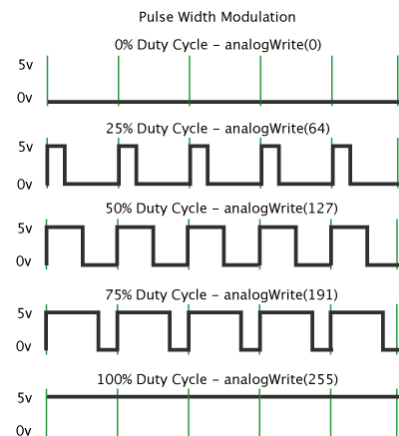 Pulse Width Modulation
0% Duty Cycle – analogWrite(0)
5v
0v
25% Duty Cycle – analogWrite(64)
5v
0v
50% Duty Cycle – analogWrite(127)
5v
0v
75% Duty Cycle – analogWrite(191)
5v
0v
100% Duty Cycle – analogWrite(255)
5v
0v